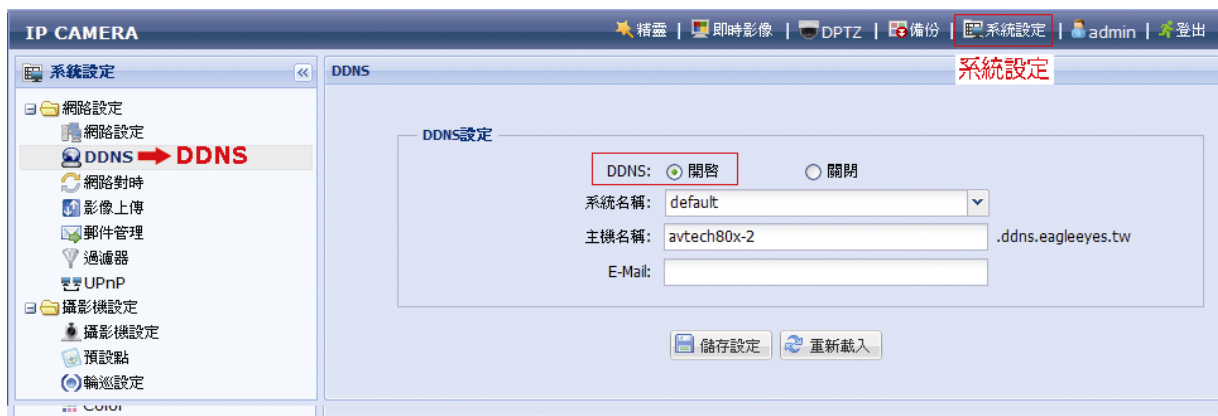 IP CAMERA
精靈 | 即時影像 | DPTZ | 備份 | 系統設定 | admin | 登出
系統設定
系統設定
DDNS
網路設定
網路設定
DDNS DDNS
網路對時
影像上傳
郵件管理
過濾器
UPnP
攝影機設定
攝影機設定
預設點
輪巡設定
Color
DDNS設定
DDNS: 開啓 關閉
系統名稱: default
主機名稱: avtech80x-2 .ddns.eagleeyes.tw
E-Mail:
儲存設定 重新載入